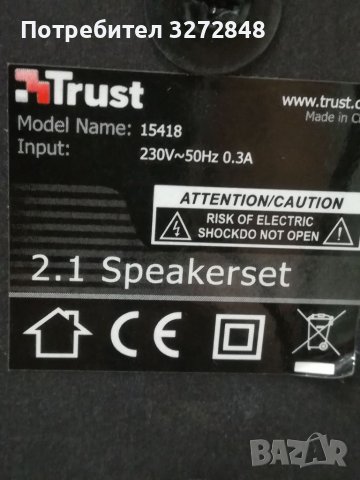 Потребител 3272848
Trust
www.trust.
Model Name: 15418
Made in
Input: 230V~50Hz 0.3A
ATTENTION/CAUTION
RISK OF ELECTRIC
SHOCKDO NOT OPEN
2.1 Speakerset
CE
BAZAR